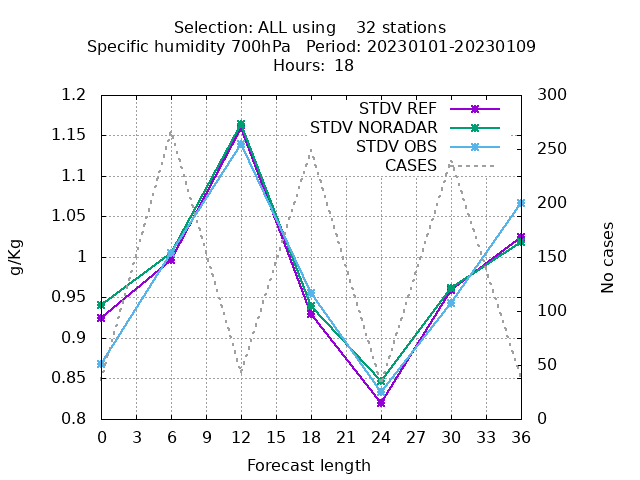 Selection: ALL using    32 stations
Specific humidity 700hPa   Period: 20230101-20230109
Hours: 18
STDV REF
STDV NORADAR
STDV OBS
CASES
1.2
1.15
1.1
1.05
1
0.95
0.9
0.85
0.8
g/Kg
300
250
200
150
100
50
0
No cases
0 3 6 9 12 15 18 21 24 27 30 33 36
Forecast length